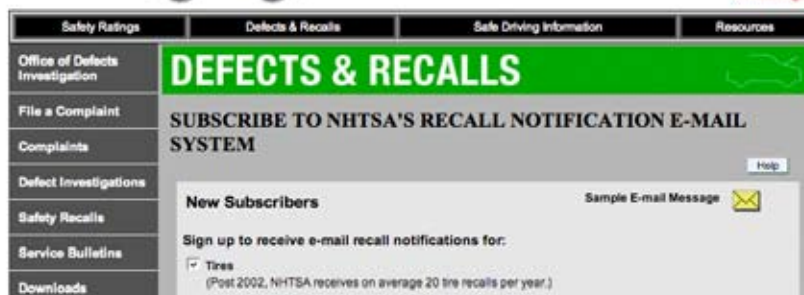 Safety Ratings
Defects & Recalls
Safe Driving Information
Resources
Office of Defects
Investigation
File a Complaint
Complaints
Defect Investigations
Safety Recalls
Service Bulletins
Downloads
DEFECTS & RECALLS
SUBSCRIBE TO NHTSA'S RECALL NOTIFICATION E-MAIL
SYSTEM
Help
New Subscribers
Sample E-mail Message
Sign up to receive e-mail recall notifications for:
Tires
(Post 2002, NHTSA receives on average 20 tire recalls per year.)